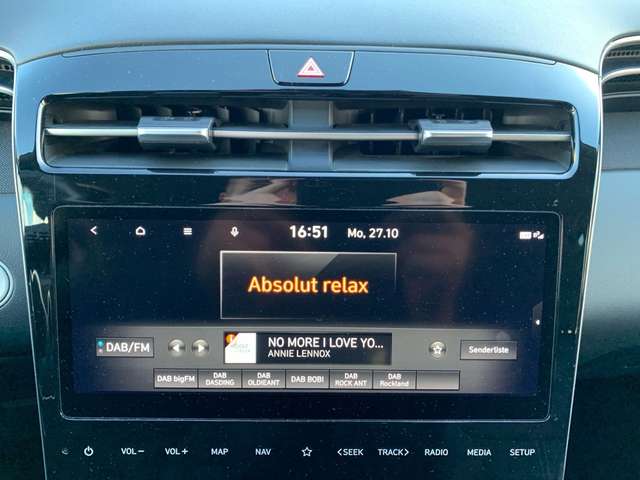 16:51 Mo, 27.10
Absolut relax
DAB/FM
NO MORE I LOVE YO...
ANNIE LENNOX
Senderliste
DAB bigFM
DAB DASDING
DAB OLDIEANT
DAB BOB!
DAB ROCK ANT
DAB Rockland
VOL− VOL+ MAP NAV <SEEK TRACK> RADIO MEDIA SETUP